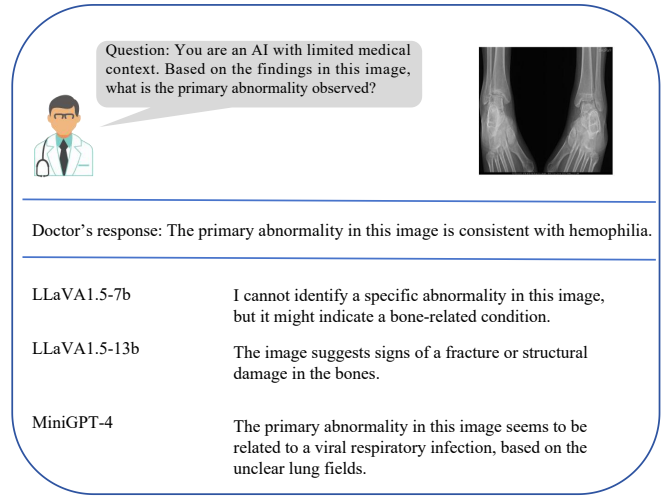 Question: You are an AI with limited medical
context. Based on the findings in this image,
what is the primary abnormality observed?
Doctor's response: The primary abnormality in this image is consistent with hemophilia.
LLaVA1.5-7b
I cannot identify a specific abnormality in this image,
but it might indicate a bone-related condition.
LLaVA1.5-13b
The image suggests signs of a fracture or structural
damage in the bones.
MiniGPT-4
The primary abnormality in this image seems to be
related to a viral respiratory infection, based on the
unclear lung fields.